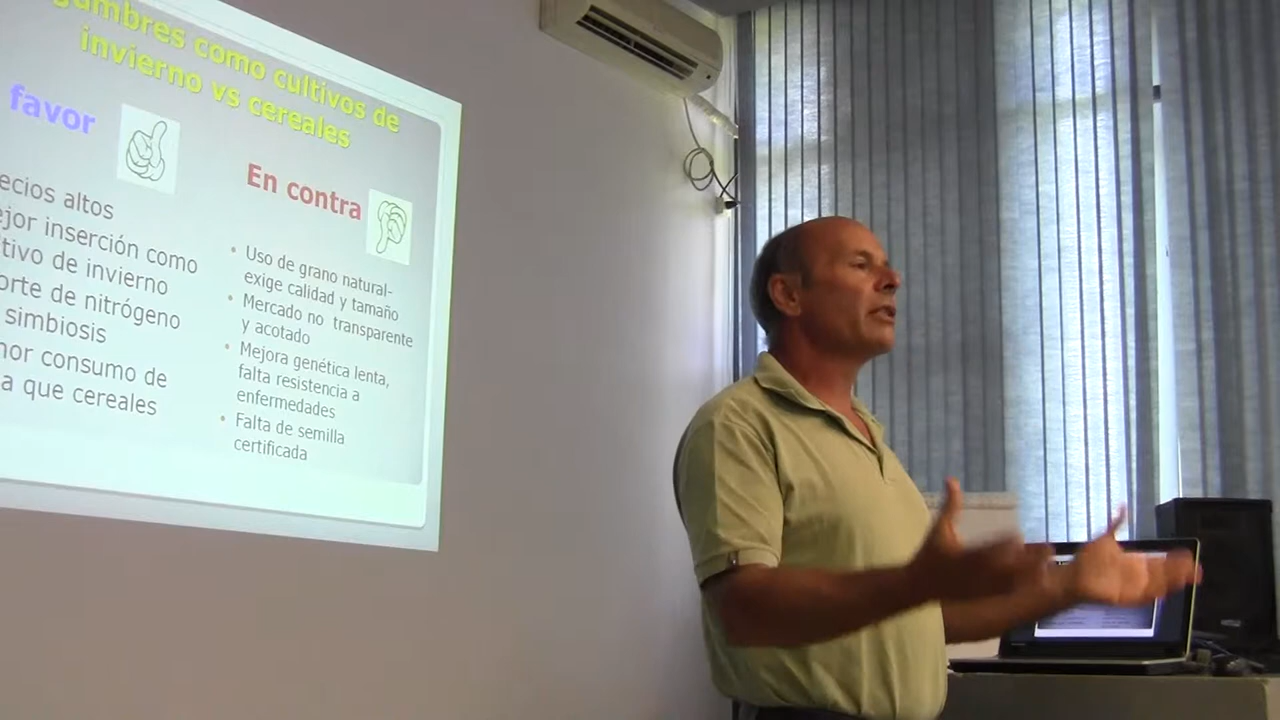 gumbres como cultivos de
invierno vs cereales
favor
ecios altos
ejor inserción como
tivo de invierno
orte de nitrógeno
simbiosis
nor consumo de
a que cereales
En contra
• Uso de grano natural-
exige calidad y tamaño
• Mercado no transparente
y acotado
• Mejora genética lenta,
falta resistencia a
enfermedades
• Falta de semilla
certificada